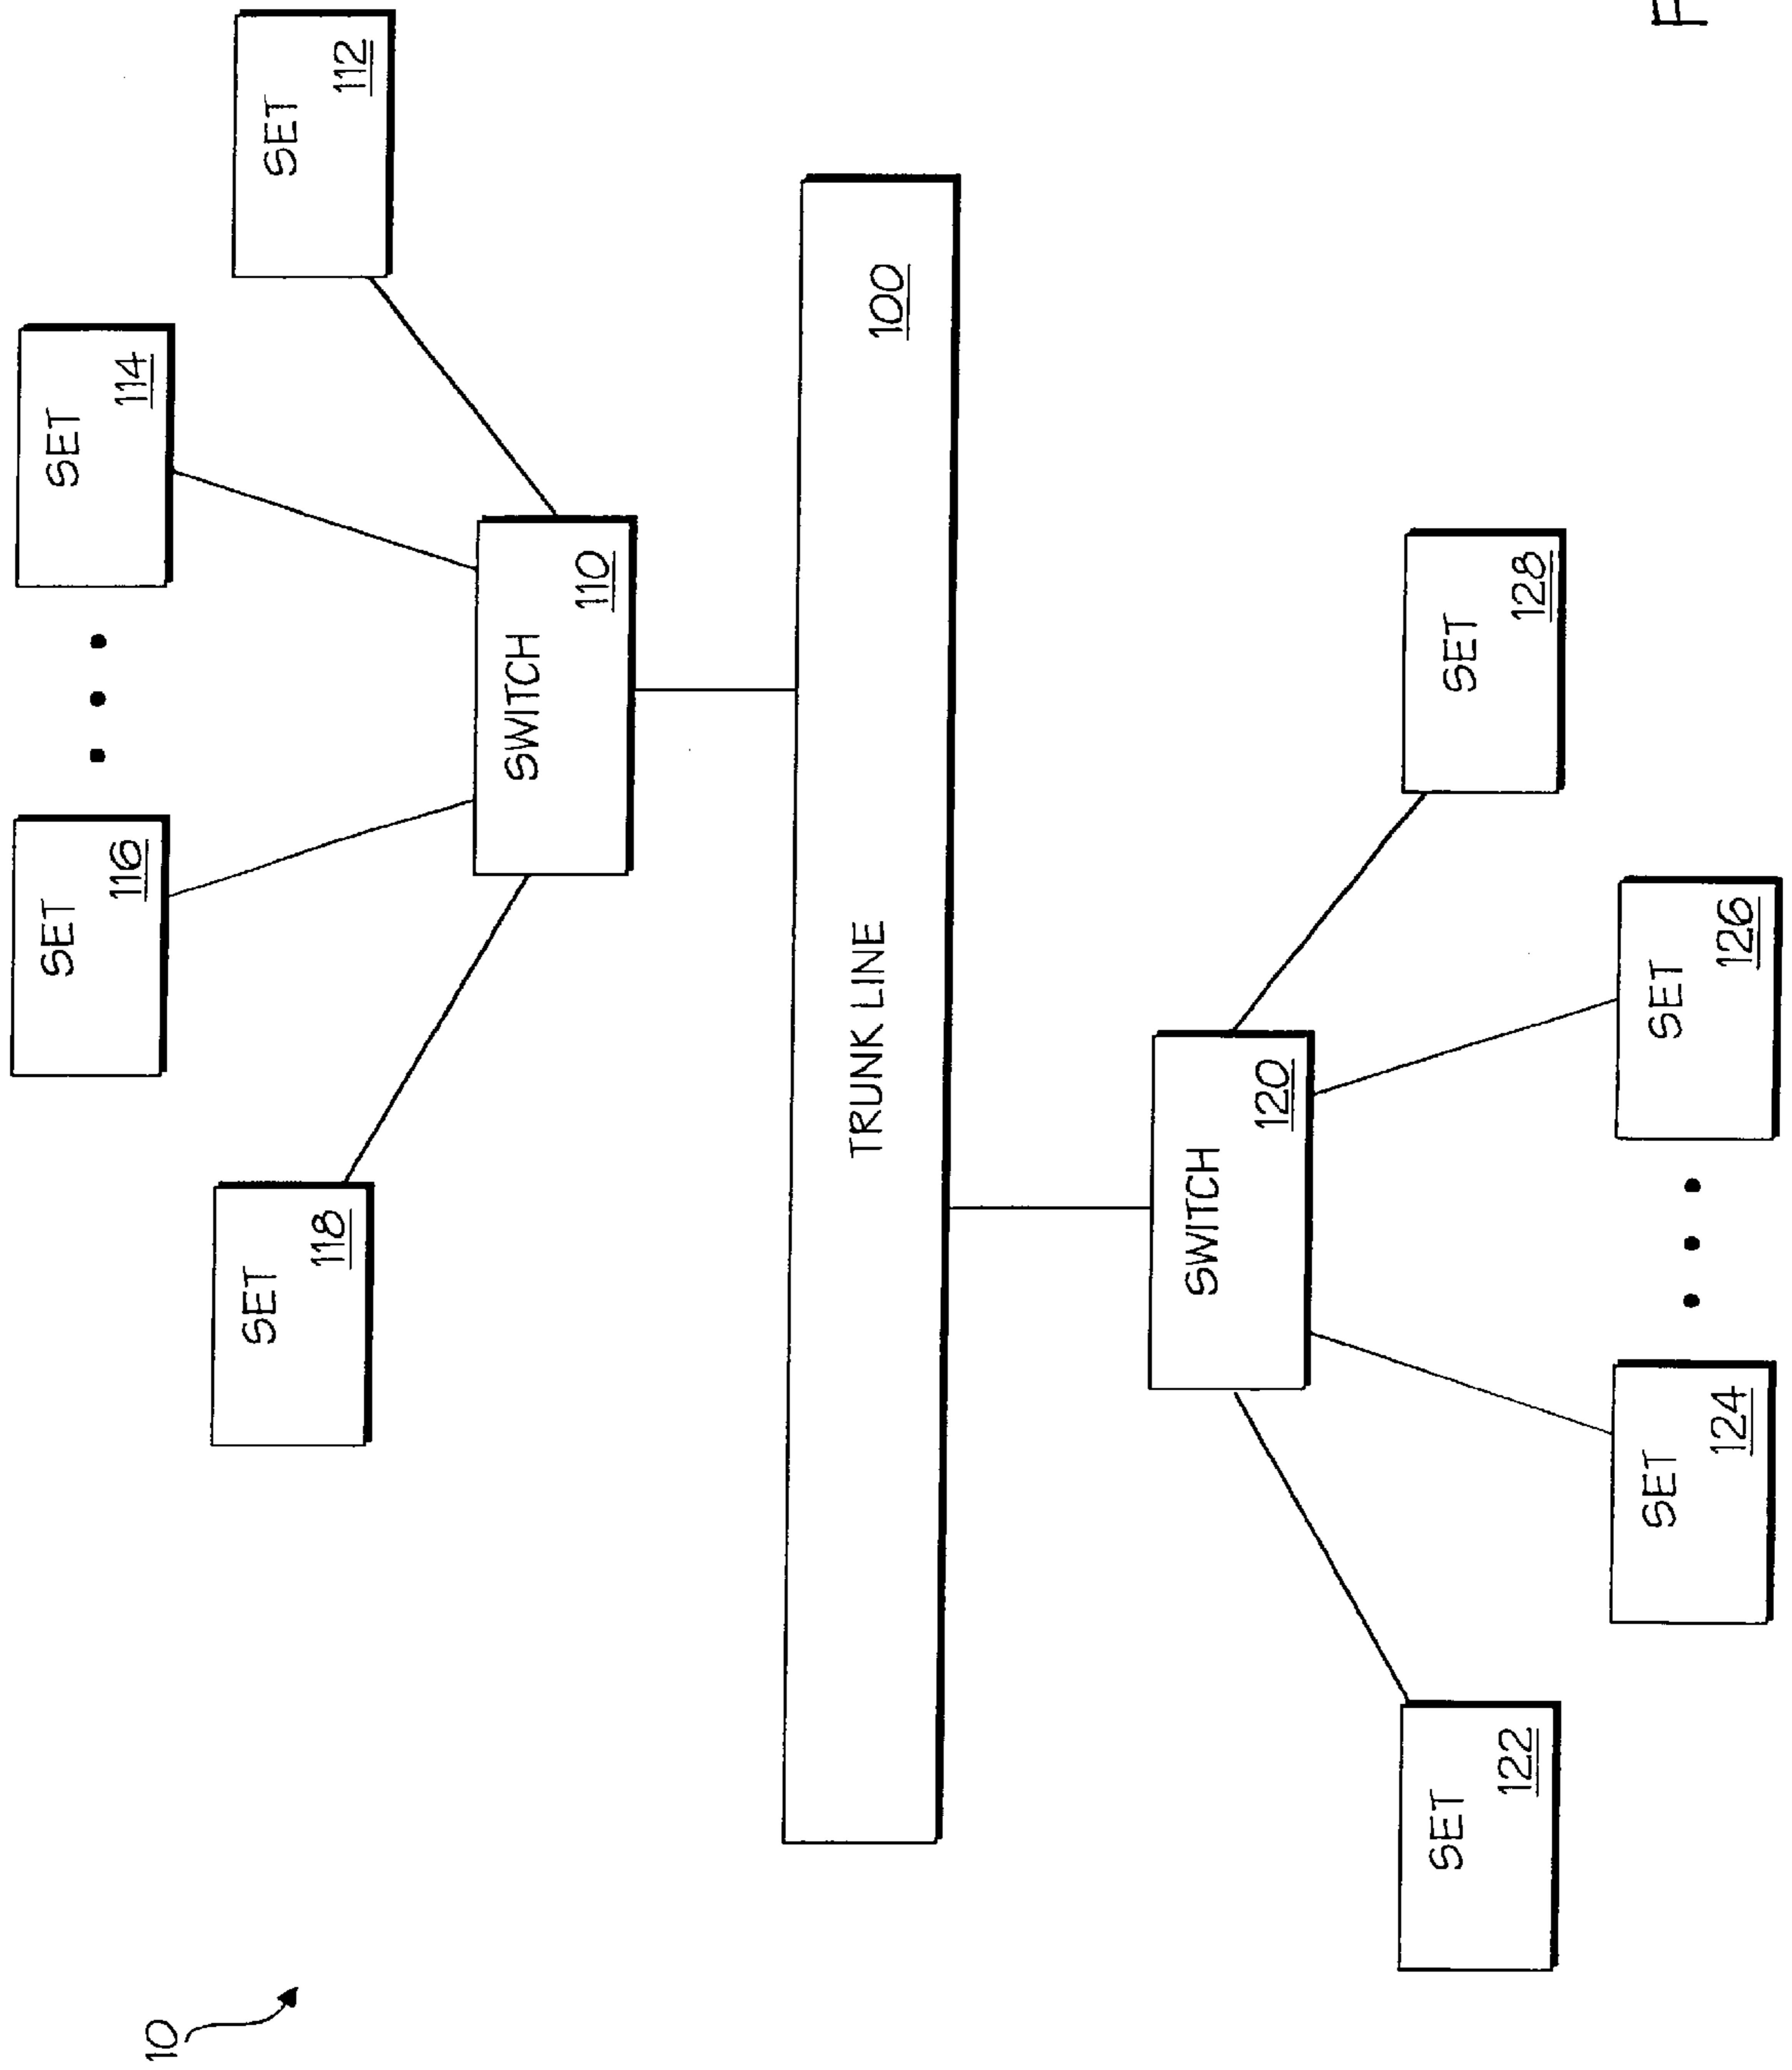 10
SET
116
SET
114
SET
118
SET
112
SWITCH
110
TRUNK LINE
100
SWITCH
120
SET
122
SET
128
SET
124
SET
126
F